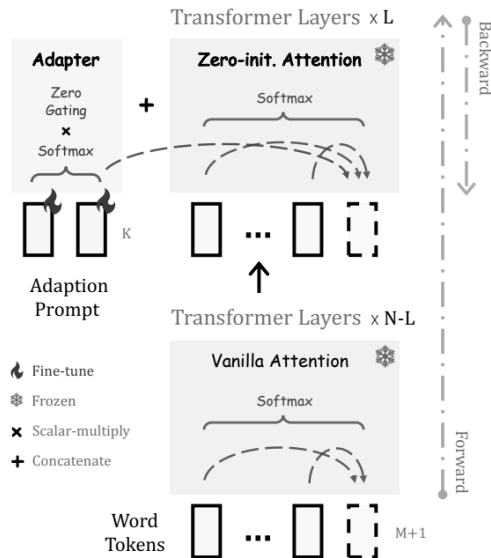 Transformer Layers x L
Adapter
Zero-init. Attention
Zero
Gating
×
Softmax
+
Softmax
...
K
Adaption
Prompt
Transformer Layers x N-L
Vanilla Attention
Softmax
Fine-tune
Frozen
× Scalar-multiply
+ Concatenate
Word
Tokens
...
M+1
Backward
Forward